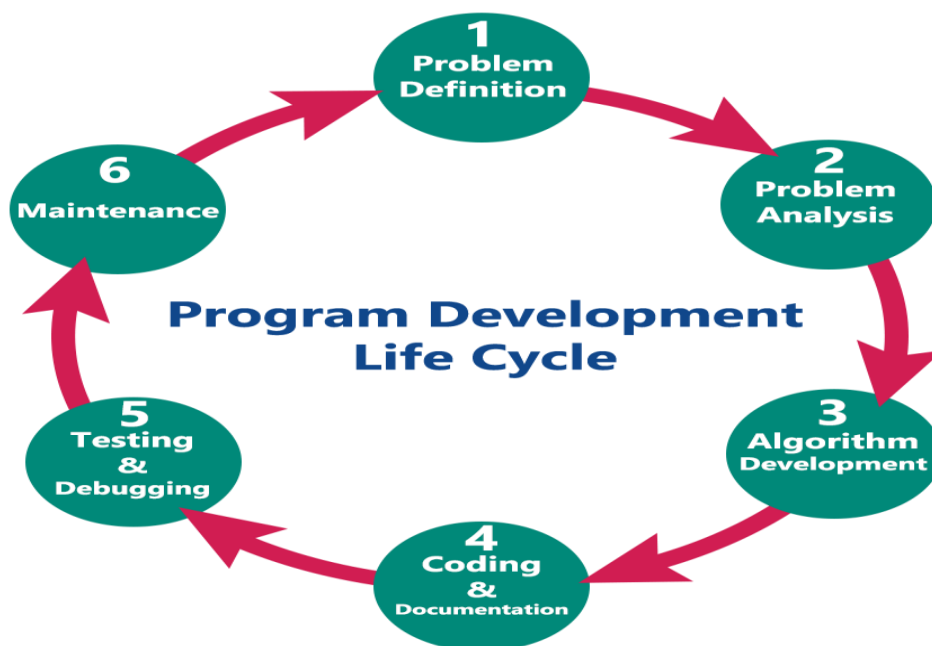 1
Problem
Definition
2
Problem
Analysis
3
Algorithm
Development
4
Coding
&
Documentation
5
Testing
&
Debugging
6
Maintenance
Program Development
Life Cycle